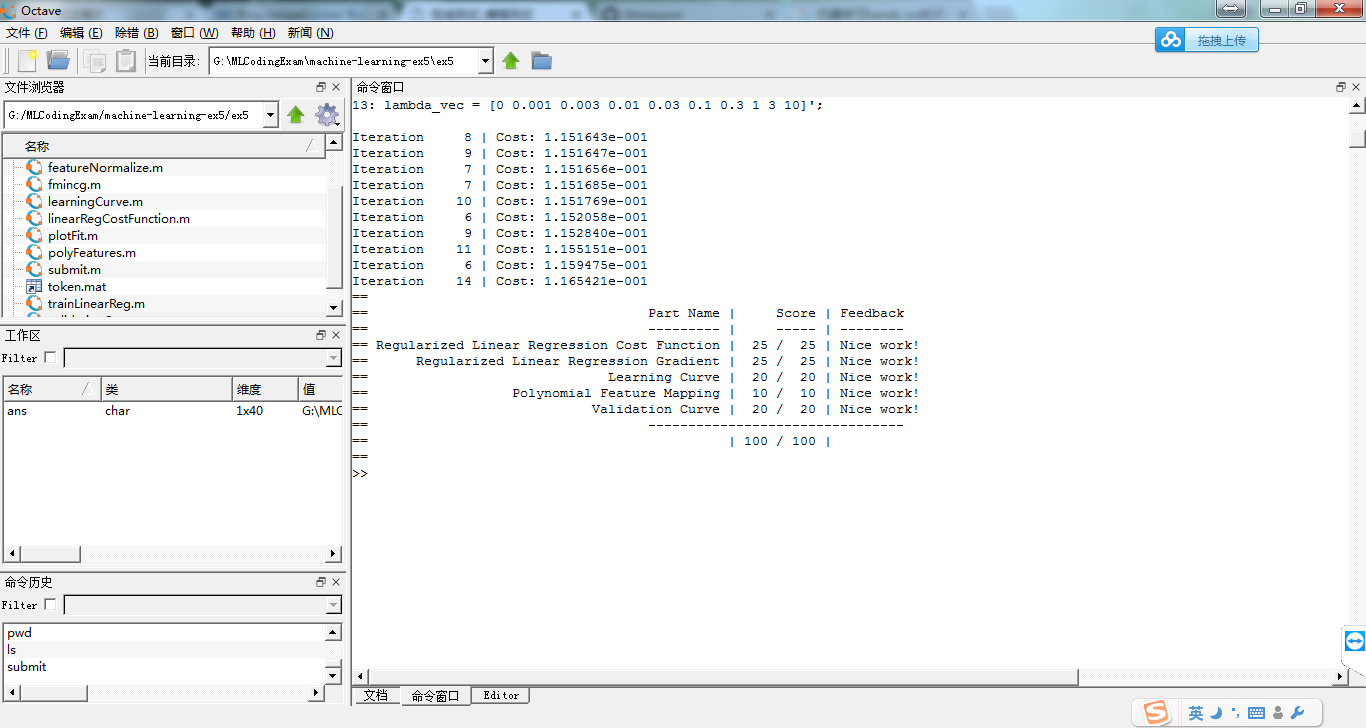 Octave
文件 (F) 编辑 (E) 除错 (B) 窗口 (W) 帮助 (H) 新闻 (N)
拖拽上传
当前目录: G:\MLCodingExam\machine-learning-ex5\ex5
文件浏览器
G:/MLCodingExam/machine-learning-ex5/ex5
名称
featureNormalize.m
fmincg.m
learningCurve.m
linearRegCostFunction.m
plotFit.m
polyFeatures.m
submit.m
token.mat
trainLinearReg.m
工作区
Filter
名称 类 维度 值
ans char 1x40 G:\MLC
命令历史
Filter
pwd
ls
submit
命令窗口
13: lambda_vec = [0 0.001 0.003 0.01 0.03 0.1 0.3 1 3 10]';
Iteration     8 | Cost: 1.151643e-001
Iteration     9 | Cost: 1.151647e-001
Iteration     7 | Cost: 1.151656e-001
Iteration     7 | Cost: 1.151685e-001
Iteration    10 | Cost: 1.151769e-001
Iteration     6 | Cost: 1.152058e-001
Iteration     9 | Cost: 1.152840e-001
Iteration    11 | Cost: 1.155151e-001
Iteration     6 | Cost: 1.159475e-001
Iteration    14 | Cost: 1.165421e-001
==
== Part Name | Score | Feedback
== --------- | ----- | --------
== Regularized Linear Regression Cost Function | 25 / 25 | Nice work!
== Regularized Linear Regression Gradient | 25 / 25 | Nice work!
== Learning Curve | 20 / 20 | Nice work!
== Polynomial Feature Mapping | 10 / 10 | Nice work!
== Validation Curve | 20 / 20 | Nice work!
== --------------------------------
== | 100 / 100 |
==
>>
文档 命令窗口 Editor
英